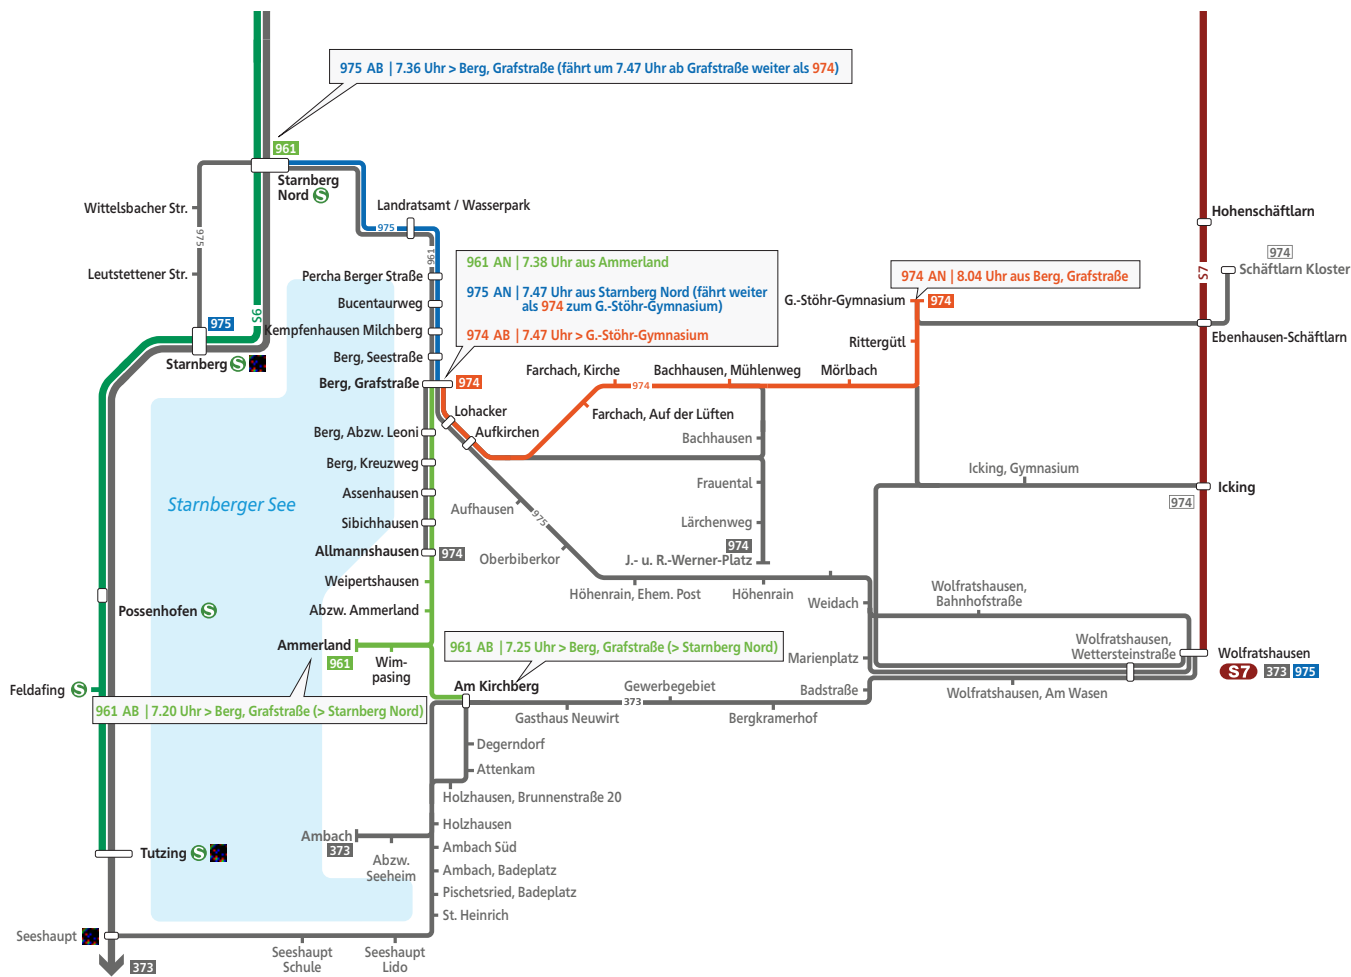 975 AB | 7.36 Uhr > Berg, Grafstraße (fährt um 7.47 Uhr ab Grafstraße weiter als 974)
961
Starnberg
Nord S
Wittelsbacher Str.
975
Leutstettener Str.
Landratsamt / Wasserpark
975
961
Hohenschäftlarn
974
Schäftlarn Kloster
S7
Ebenhausen-Schäftlarn
961 AN | 7.38 Uhr aus Ammerland
975 AN | 7.47 Uhr aus Starnberg Nord (fährt weiter
als 974 zum G.-Stöhr-Gymnasium)
974 AB | 7.47 Uhr > G.-Stöhr-Gymnasium
974 AN | 8.04 Uhr aus Berg, Grafstraße
G.-Stöhr-Gymnasium
974
Rittergütl
Percha Berger Straße
Bucentaurweg
S6
Kempfenhausen Milchberg
975
Starnberg S
Berg, Seestraße
Berg, Grafstraße
974
Farchach, Kirche
Bachhausen, Mühlenweg
Mörlbach
974
Lohacker
Farchach, Auf der Lüften
Aufkirchen
Bachhausen
Berg, Abzw. Leoni
Berg, Kreuzweg
Icking, Gymnasium
Frauental
Icking
974
Assenhausen
Starnberger See
Aufhausen
975
Sibichhausen
Lärchenweg
Allmannshausen
974
974
Oberbiberkor
J.- u. R.-Werner-Platz
Weipertshausen
Höhenrain, Ehem. Post
Höhenrain
Weidach
Wolfratshausen,
Bahnhofstraße
Abzw. Ammerland
Possenhofen S
Ammerland
961
Wim-
pasing
961 AB | 7.25 Uhr > Berg, Grafstraße (> Starnberg Nord)
Marienplatz
Wolfratshausen,
Wettersteinstraße
Wolfratshausen
S7 373 975
Feldafing S
961 AB | 7.20 Uhr > Berg, Grafstraße (> Starnberg Nord)
Am Kirchberg
Gewerbegebiet
Badstraße
Wolfratshausen, Am Wasen
373
Gasthaus Neuwirt
Bergkramerhof
Degerndorf
Attenkam
Holzhausen, Brunnenstraße 20
Holzhausen
Ambach
373
Abzw.
Seeheim
Ambach Süd
Tutzing S
Ambach, Badeplatz
Pischetsried, Badeplatz
St. Heinrich
Seeshaupt
Seeshaupt
Schule
Seeshaupt
Lido
373